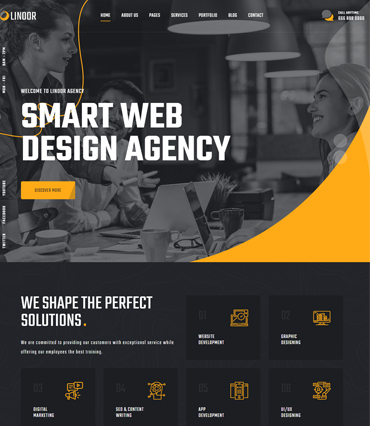 LINOOR
HOME ABOUT US PAGES SERVICES PORTFOLIO BLOG CONTACT
CALL ANYTIME
666 888 0000
MON - FRI 9AM - 7PM
WELCOME TO LINOOR AGENCY
SMART WEB
DESIGN AGENCY
DISCOVER MORE
YOUTUBE
FACEBOOK
TWITTER
WE SHAPE THE PERFECT
SOLUTIONS.
We are committed to providing our customers with exceptional service while
offering our employees the best training.
01
WEBSITE
DEVELOPMENT
02
GRAPHIC
DESIGNING
03
DIGITAL
MARKETING
04
SEO & CONTENT
WRITING
05
APP
DEVELOPMENT
06
UI/UX
DESIGNING